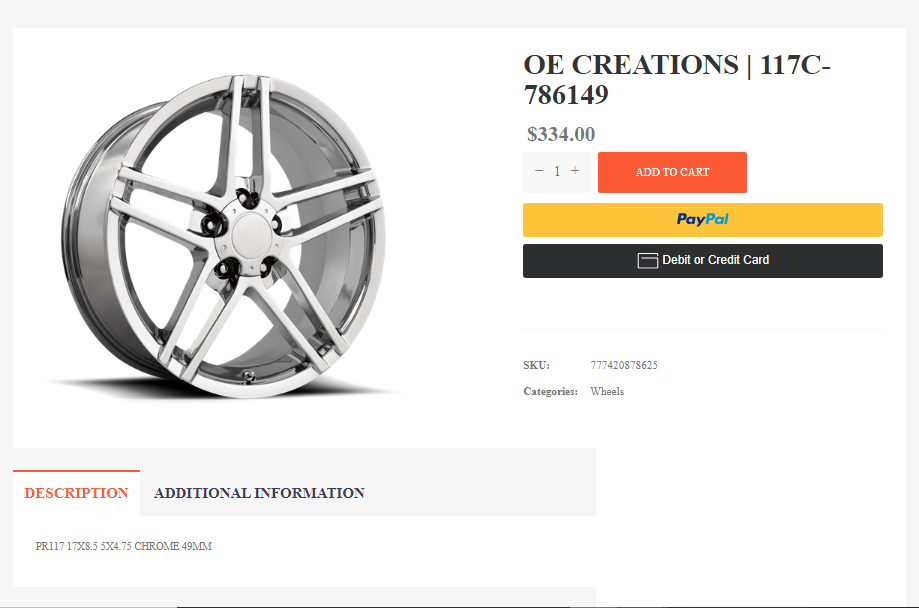 OE CREATIONS | 117C-
786149
$334.00
− 1 +
ADD TO CART
PayPal
Debit or Credit Card
SKU: 777420878625
Categories: Wheels
DESCRIPTION ADDITIONAL INFORMATION
PR117 17X8.5 5X4.75 CHROME 49MM